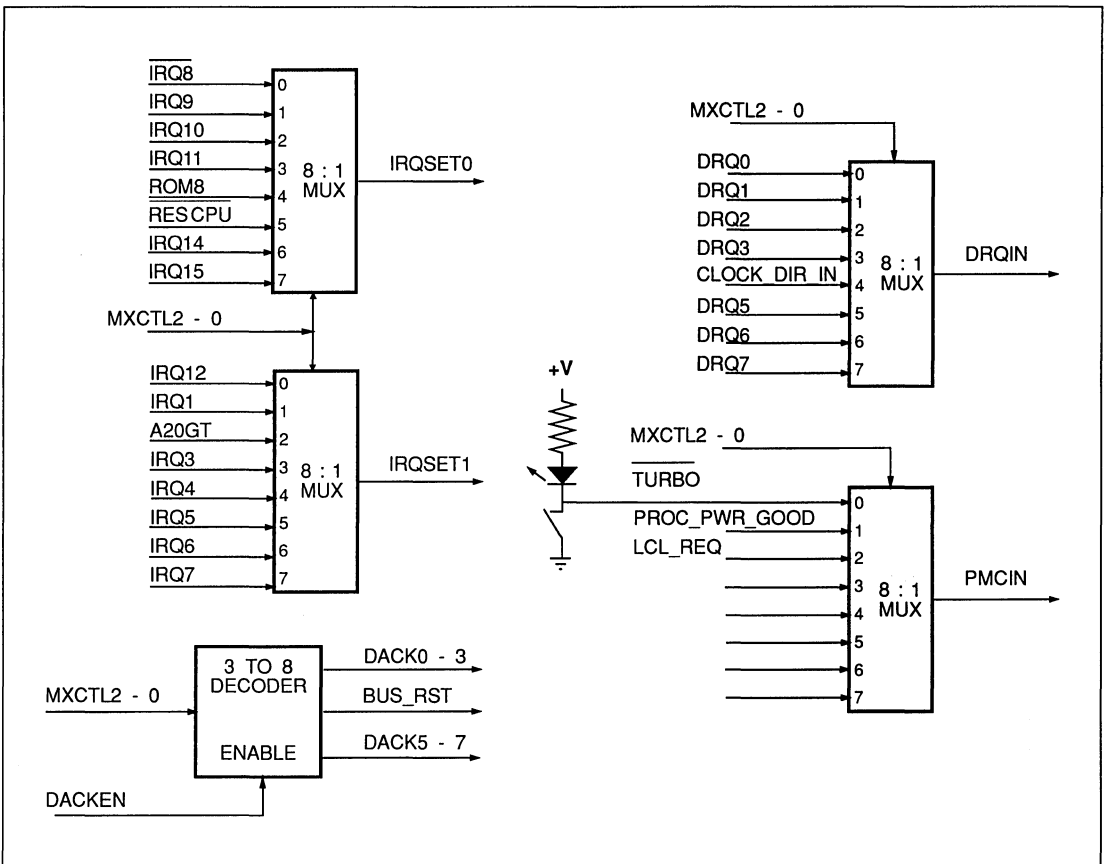 IRQ8
IRQ9
IRQ10
IRQ11
ROM8
RESCPU
IRQ14
IRQ15
0
1
2
3
4
5
6
7
8 : 1
MUX
IRQSET0
MXCTL2 - 0
IRQ12
IRQ1
A20GT
IRQ3
IRQ4
IRQ5
IRQ6
IRQ7
0
1
2
3
4
5
6
7
8 : 1
MUX
IRQSET1
MXCTL2 - 0
3 TO 8
DECODER
ENABLE
DACK0 - 3
BUS_RST
DACK5 - 7
DACKEN
MXCTL2 - 0
DRQ0
DRQ1
DRQ2
DRQ3
CLOCK_DIR_IN
DRQ5
DRQ6
DRQ7
0
1
2
3
4
5
6
7
8 : 1
MUX
DRQIN
+V
MXCTL2 - 0
TURBO
PROC_PWR_GOOD
LCL_REQ
0
1
2
3
4
5
6
7
8 : 1
MUX
PMCIN